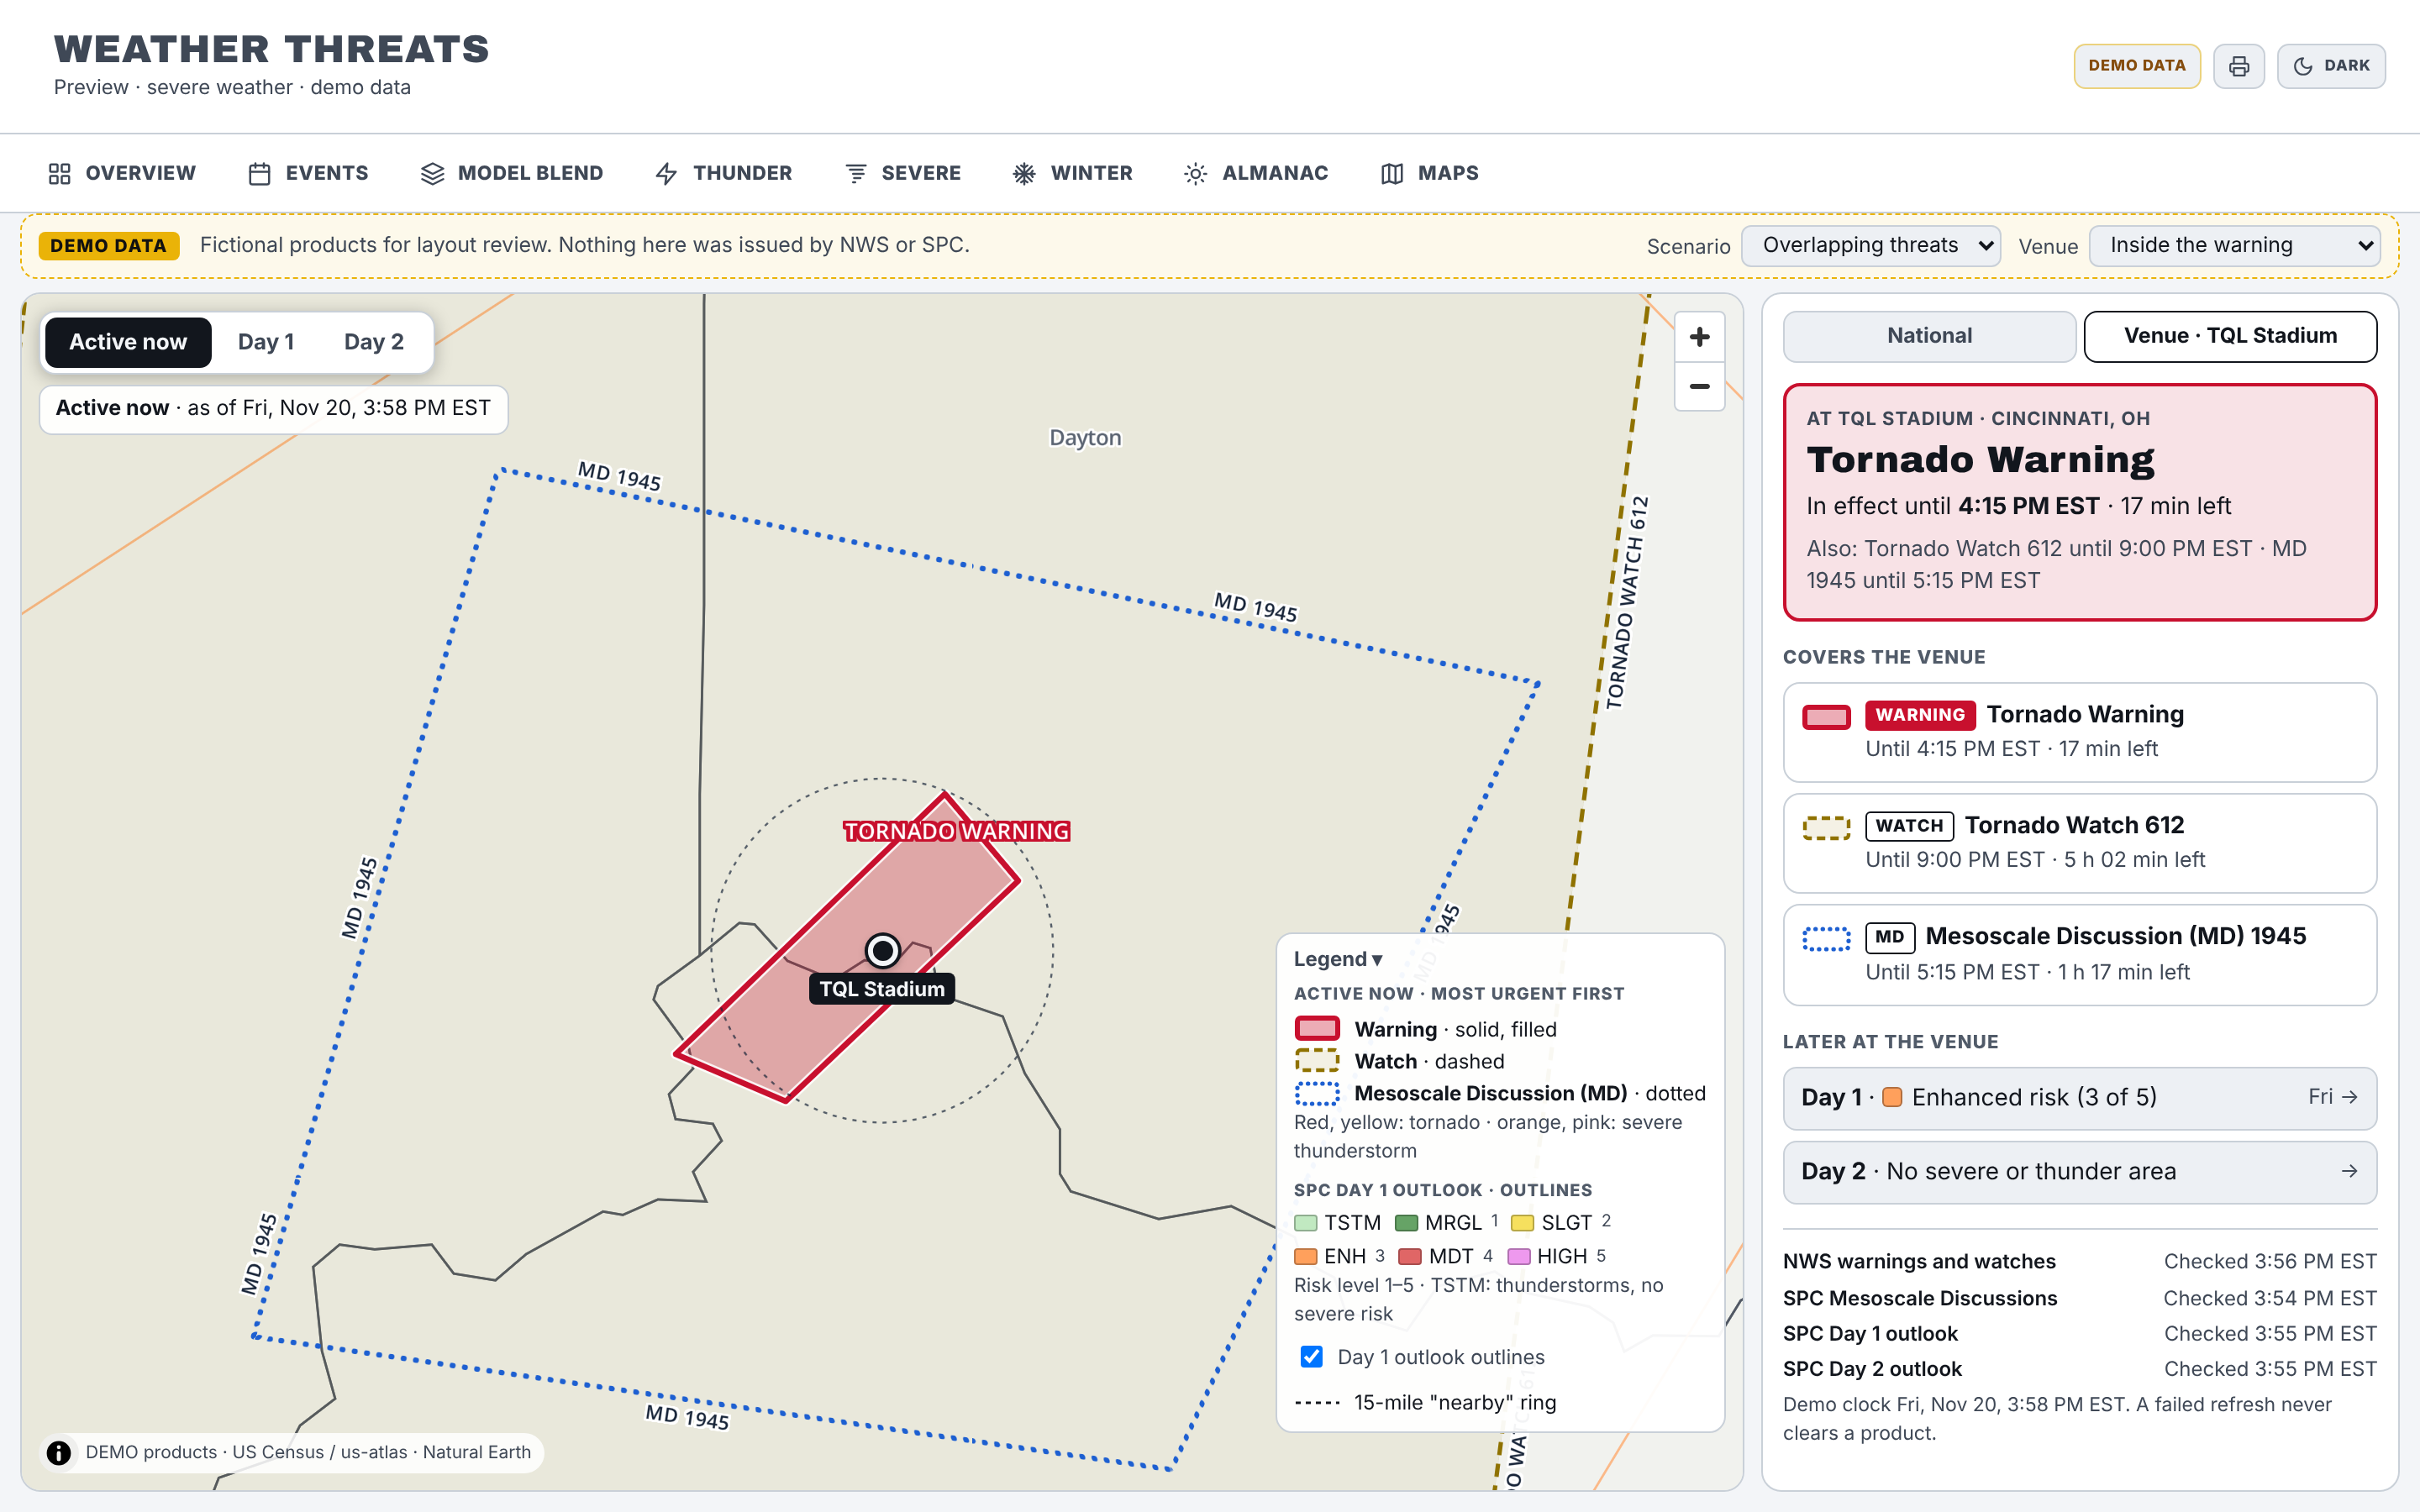 WEATHER THREATS
Preview · severe weather · demo data
DEMO DATA
DARK
OVERVIEW
EVENTS
MODEL BLEND
THUNDER
SEVERE
WINTER
ALMANAC
MAPS
DEMO DATA
Fictional products for layout review. Nothing here was issued by NWS or SPC.
Scenario
Overlapping threats
Venue
Inside the warning
Active now
Day 1
Day 2
Active now · as of Fri, Nov 20, 3:58 PM EST
+
−
Dayton
MD 1945
MD 1945
TORNADO WATCH 612
TORNADO WARNING
MD 1945
MD 1945
TQL Stadium
MD 1945
MD 1945
Legend ▾
ACTIVE NOW · MOST URGENT FIRST
Warning · solid, filled
Watch · dashed
Mesoscale Discussion (MD) · dotted
Red, yellow: tornado · orange, pink: severe
thunderstorm
SPC DAY 1 OUTLOOK · OUTLINES
TSTM MRGL 1 SLGT 2
ENH 3 MDT 4 HIGH 5
Risk level 1–5 · TSTM: thunderstorms, no
severe risk
Day 1 outlook outlines
15-mile "nearby" ring
DEMO products · US Census / us-atlas · Natural Earth
National
Venue · TQL Stadium
AT TQL STADIUM · CINCINNATI, OH
Tornado Warning
In effect until 4:15 PM EST · 17 min left
Also: Tornado Watch 612 until 9:00 PM EST · MD
1945 until 5:15 PM EST
COVERS THE VENUE
WARNING Tornado Warning
Until 4:15 PM EST · 17 min left
WATCH Tornado Watch 612
Until 9:00 PM EST · 5 h 02 min left
MD Mesoscale Discussion (MD) 1945
Until 5:15 PM EST · 1 h 17 min left
LATER AT THE VENUE
Day 1 · Enhanced risk (3 of 5) Fri →
Day 2 · No severe or thunder area →
NWS warnings and watches Checked 3:56 PM EST
SPC Mesoscale Discussions Checked 3:54 PM EST
SPC Day 1 outlook Checked 3:55 PM EST
SPC Day 2 outlook Checked 3:55 PM EST
Demo clock Fri, Nov 20, 3:58 PM EST. A failed refresh never
clears a product.